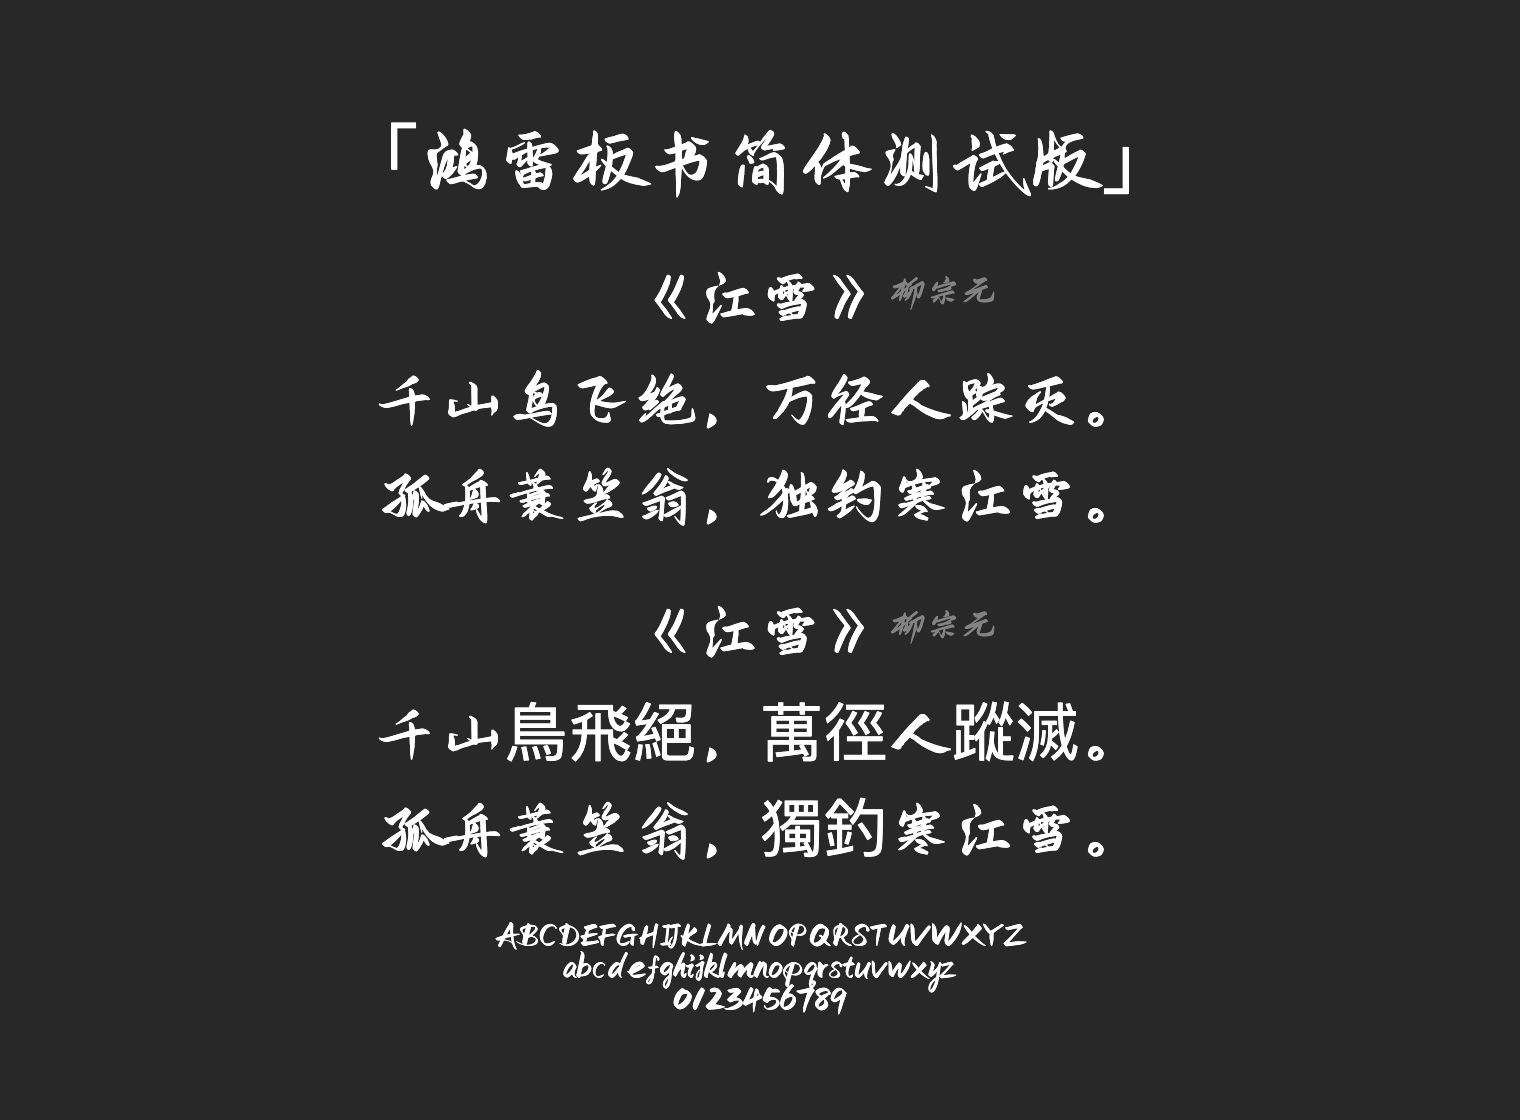 「鸿雷板书简体测试版」
《江雪》柳宗元
千山鸟飞绝，万径人踪灭。
孤舟蓑笠翁，独钓寒江雪。
《江雪》柳宗元
千山鳥飛絕，萬徑人蹤滅。
孤舟蓑笠翁，獨釣寒江雪。
ABCDEFGHIJKLMNOPQRSTUVWXYZ
abcdefghijklmnopqrstuvwxyz
0123456789